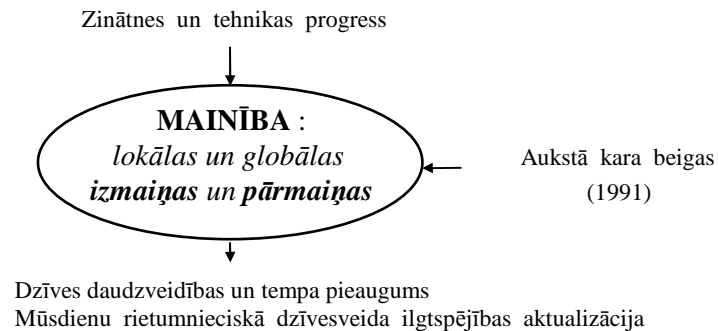 Zinātnes un tehnikas progress
MAINĪBA :
lokālas un globālas
izmaiņas un pārmaiņas
Aukstā kara beigas
(1991)
Dzīves daudzveidības un tempa pieaugums
Mūsdienu rietumnieciskā dzīvesveida ilgtspējības aktualizācija